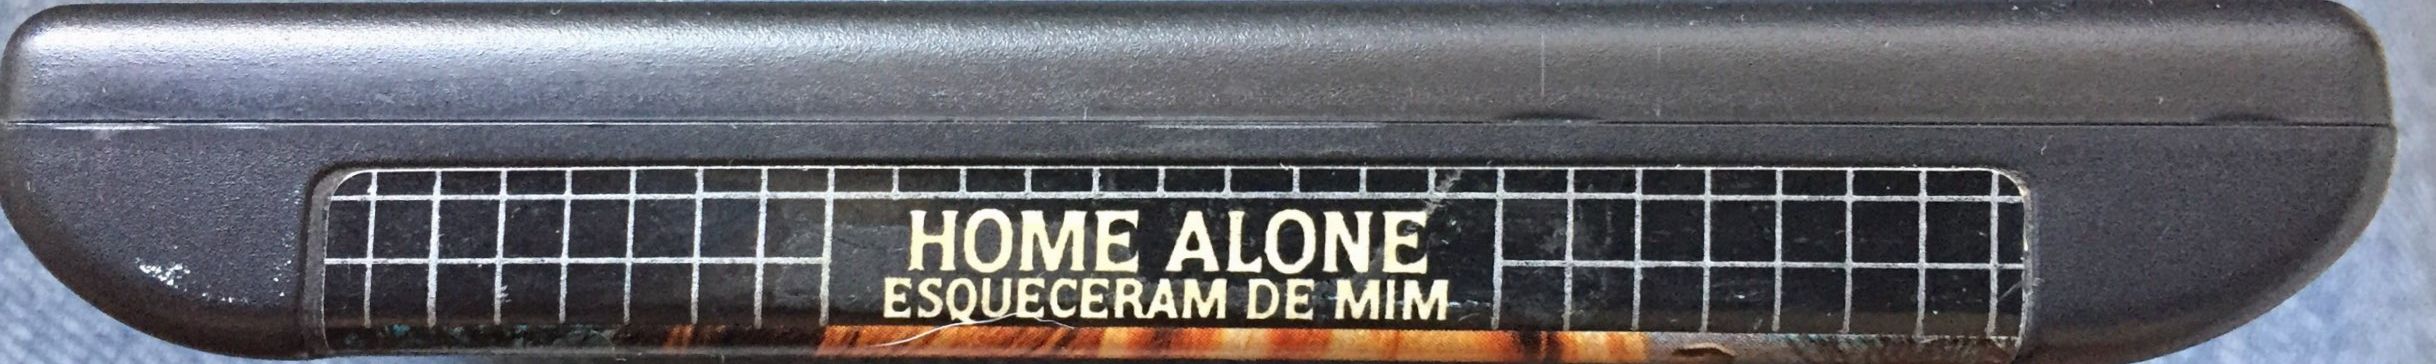 HOME ALONE
ESQUECERAM DE MIM